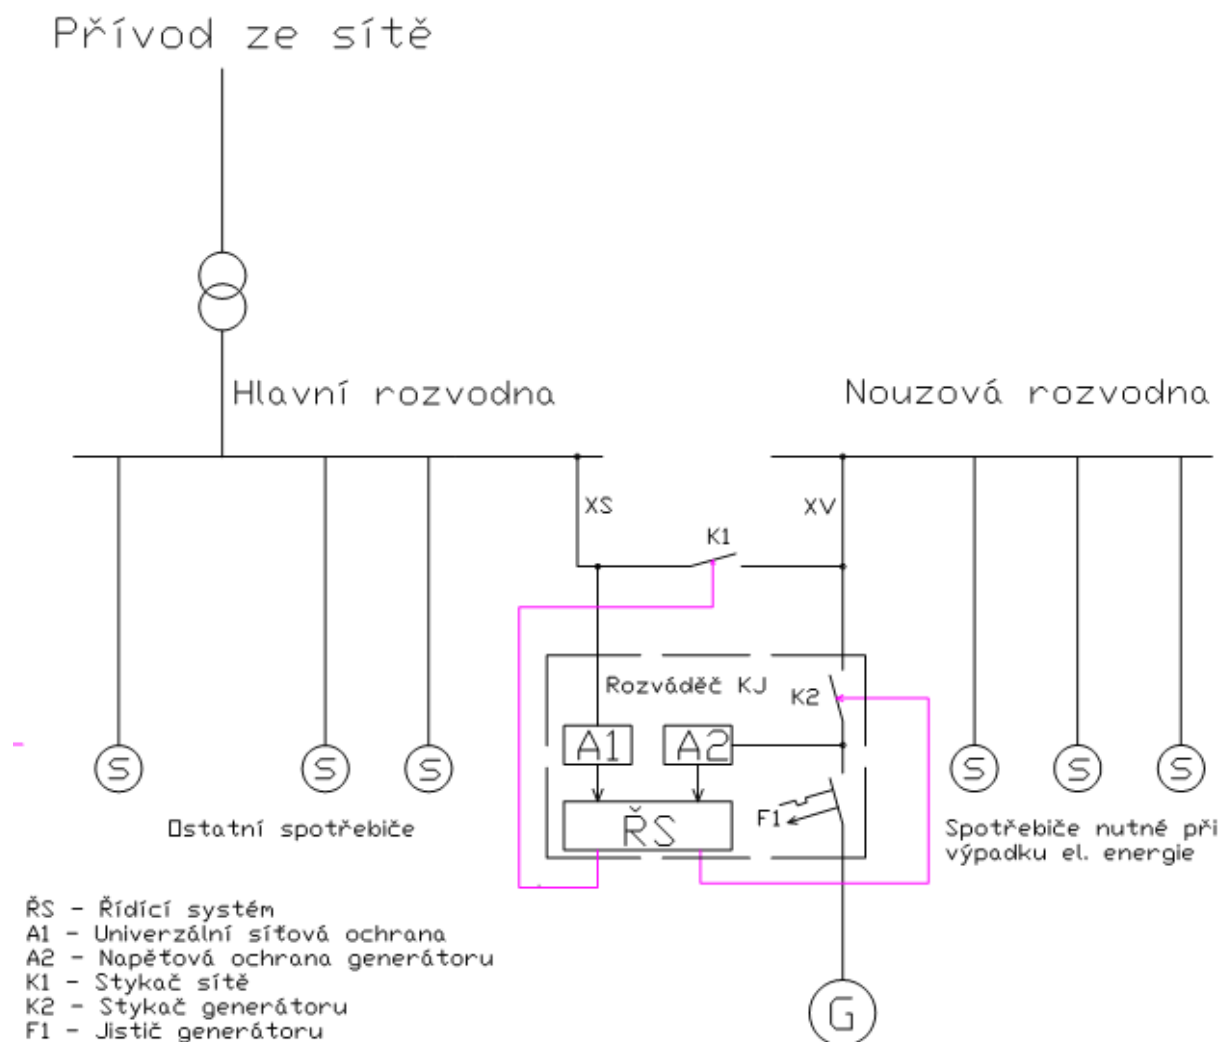 Přívod ze sítě
Hlavní rozvodna
Nouzová rozvodna
XS
XV
K1
Rozváděč KJ
K2
A1
A2
S
S
S
S
S
S
F1
ŘS
Ostatní spotřebiče
Spotřebiče nutné při
výpadku el. energie
ŘS - Řídící systém
A1 - Univerzální síťová ochrana
A2 - Napěťová ochrana generátoru
K1 - Stykač sítě
K2 - Stykač generátoru
F1 - Jistič generátoru
G